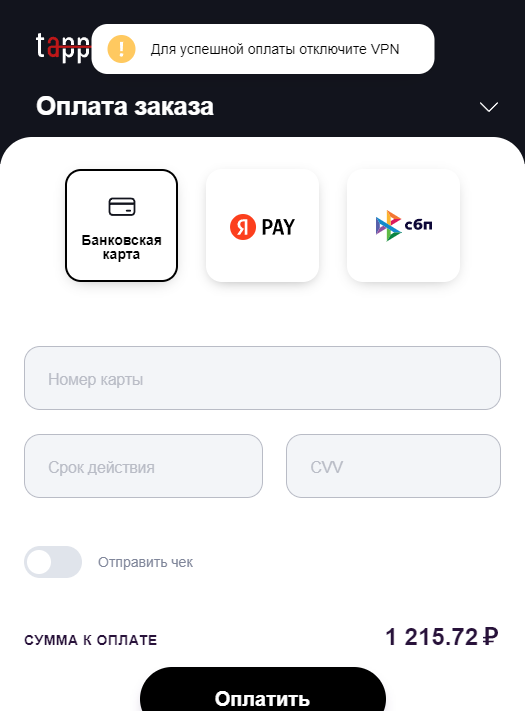 tapp
Для успешной оплаты отключите VPN
Оплата заказа
Банковская
карта
Я PAY
сбп
Номер карты
Срок действия
CVV
Отправить чек
СУММА К ОПЛАТЕ
1 215.72 ₽
Оплатить